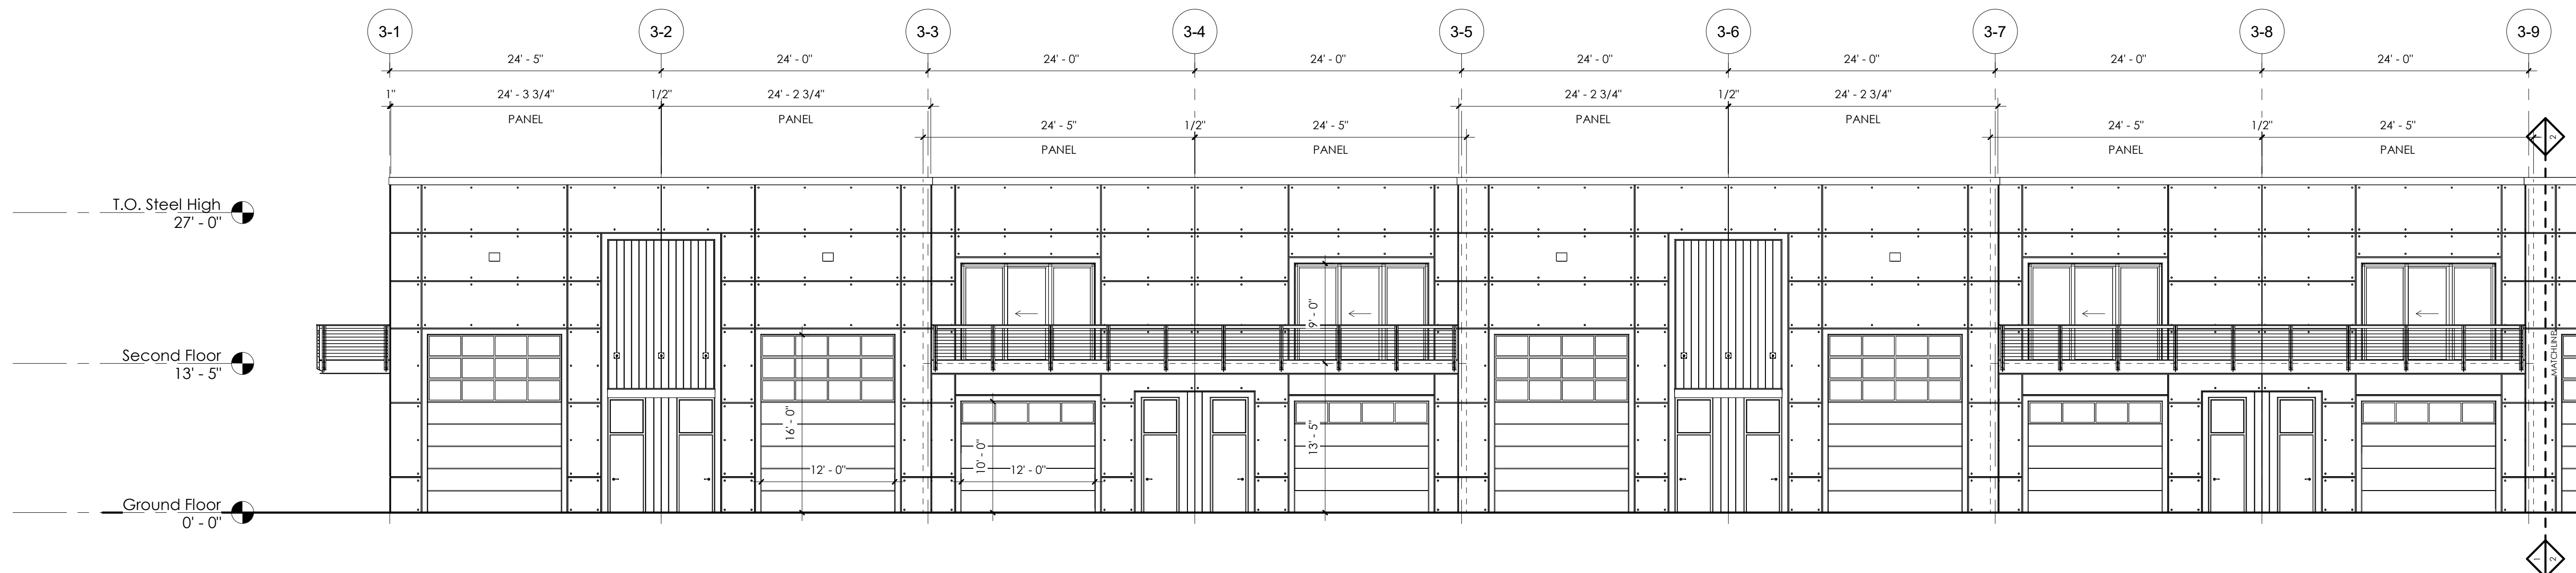 3-1 3-2 3-3 3-4 3-5 3-6 3-7 3-8 3-9
24' - 5" 24' - 0" 24' - 0" 24' - 0" 24' - 0" 24' - 0" 24' - 0" 24' - 0"
1" 24' - 3 3/4" 1/2" 24' - 2 3/4" 24' - 2 3/4" 1/2" 24' - 2 3/4"
PANEL PANEL PANEL PANEL
24' - 5" 1/2" 24' - 5" 24' - 5" 1/2" 24' - 5"
PANEL PANEL PANEL PANEL
2
T.O. Steel High
27' - 0"
9' - 0"
Second Floor
13' - 5"
MATCHLINE
16' - 0"
13' - 5"
10' - 0"
12' - 0" 12' - 0"
Ground Floor
0' - 0"
1 2